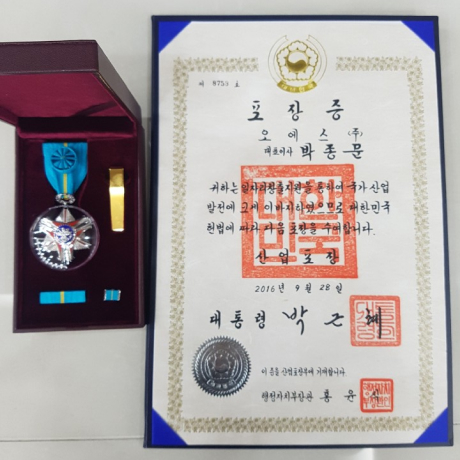 제 9753 호
포장증
오에스 (주)
대표이사 박종문
귀하는 일자리창출지원을 통하여 국가 산업
발전에 크게 이바지하였으므로 대한민국
헌법에 따라 다음 포장을 수여합니다.
산업포장
2016년 9월 28일
대통령 박근혜
이 증을 산업포장부에 기재합니다.
행정자치부장관 홍윤식